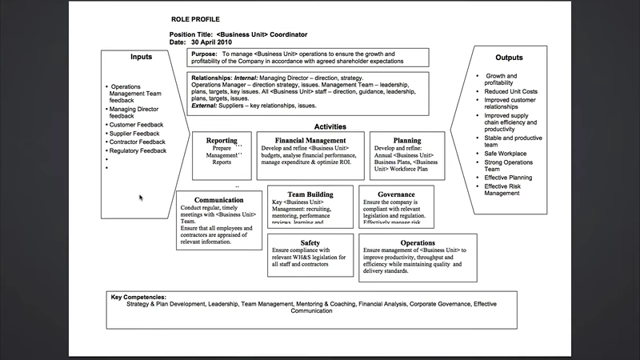 ROLE PROFILE
Position Title: <Business Unit> Coordinator
Date: 30 April 2010
Inputs
• Operations
Management Team
feedback
• Managing Director
feedback
• Customer Feedback
• Supplier Feedback
• Contractor Feedback
• Regulatory Feedback
•
•
Purpose: To manage <Business Unit> operations to ensure the growth and
profitability of the Company in accordance with agreed shareholder expectations
Relationships: Internal: Managing Director – direction, strategy.
Operations Manager – direction strategy, issues. Management Team – leadership,
plans, targets, key issues. All <Business Unit> staff – direction, guidance, leadership,
plans, targets, issues.
External: Suppliers – key relationships, issues.
Activities
Reporting
Prepare
Management
Reports
Financial Management
Develop and refine <Business Unit>
budgets, analyse financial performance,
manage expenditure & optimize ROI.
Planning
Develop and refine:
Annual <Business Unit>
Business Plans, <Business
Unit> Workforce Plan
Communication
Conduct regular, timely
meetings with <Business Unit>
Team.
Ensure that all employees and
contractors are appraised of
relevant information.
Team Building
Key <Business Unit>
Management: recruiting,
mentoring, performance
reviews, learning and
Governance
Ensure the company is
compliant with relevant
legislation and regulation.
Effectively manage risk
Safety
Ensure compliance with
relevant WH&S legislation for
all staff and contractors
Operations
Ensure management of <Business Unit> to
improve productivity, throughput and
efficiency while maintaining quality and
delivery standards.
Outputs
• Growth and
profitability
• Reduced Unit Costs
• Improved customer
relationships
• Improved supply
chain efficiency and
productivity
• Stable and productive
team
• Safe Workplace
• Strong Operations
Team
• Effective Planning
• Effective Risk
Management
Key Competencies:
Strategy & Plan Development, Leadership, Team Management, Mentoring & Coaching, Financial Analysis, Corporate Governance, Effective
Communication